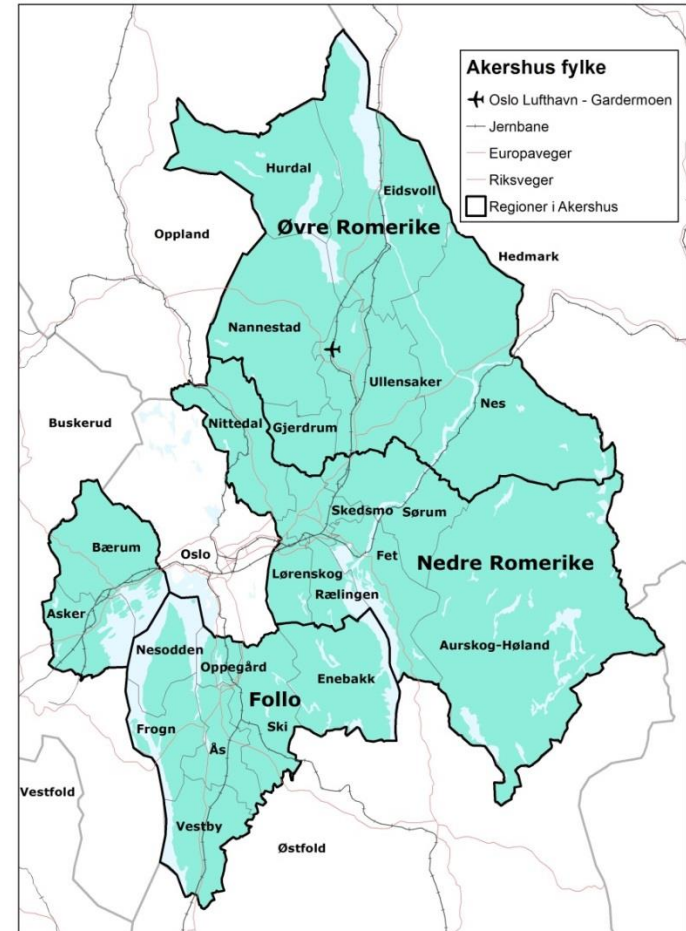 Akershus fylke
Oslo Lufthavn - Gardermoen
Jernbane
Europaveger
Riksveger
Regioner i Akershus
Hurdal
Eidsvoll
Øvre Romerike
Oppland
Hedmark
Nannestad
Ullensaker
Nes
Buskerud
Nittedal
Gjerdrum
Skedsmo
Sørum
Bærum
Oslo
Fet
Nedre Romerike
Lørenskog
Rælingen
Asker
Nesodden
Aurskog-Høland
Oppegård
Enebakk
Follo
Frogn
Ski
Ås
Vestfold
Vestby
Østfold